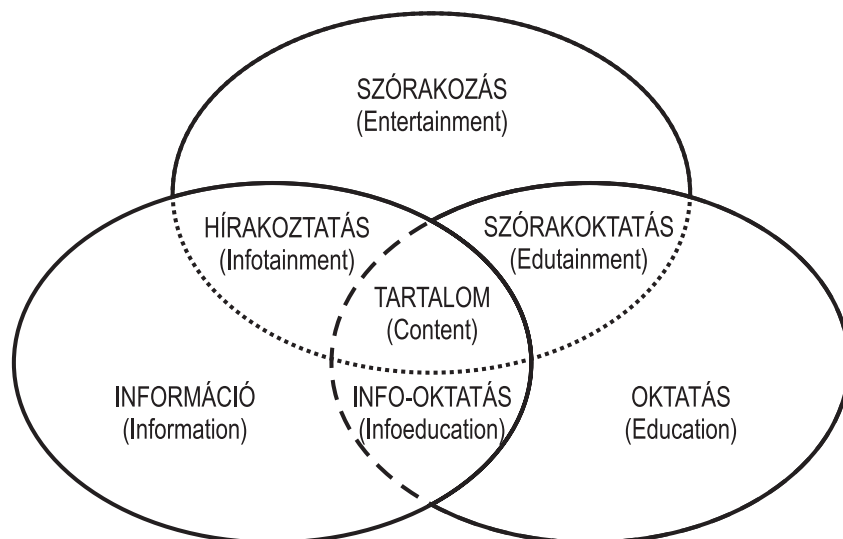 SZÓRAKOZÁS
(Entertainment)
HÍRAKOZTATÁS
(Infotainment)
SZÓRAKOKTATÁS
(Edutainment)
TARTALOM
(Content)
INFORMÁCIÓ
(Information)
INFO-OKTATÁS
(Infoeducation)
OKTATÁS
(Education)